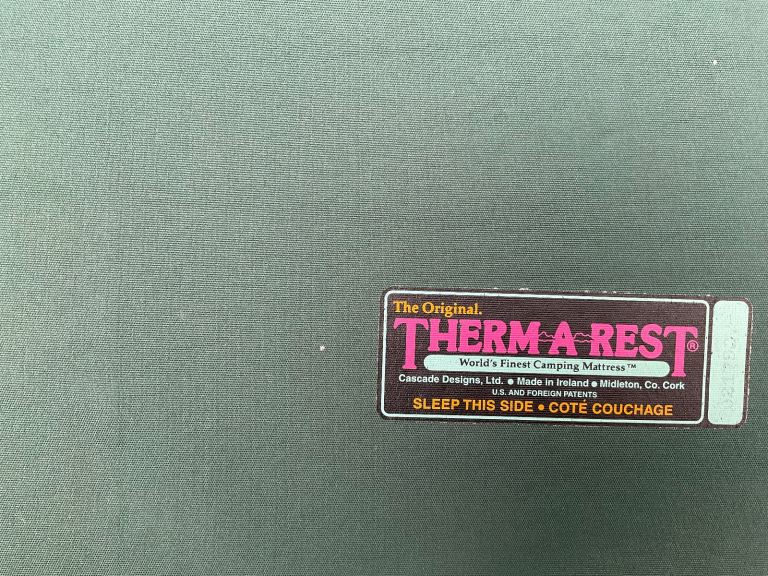 The Original.
THERM-A-REST®
World's Finest Camping Mattress™
Cascade Designs, Ltd. ● Made in Ireland ● Midleton, Co. Cork
U.S. AND FOREIGN PATENTS
SLEEP THIS SIDE ● COTÉ COUCHAGE